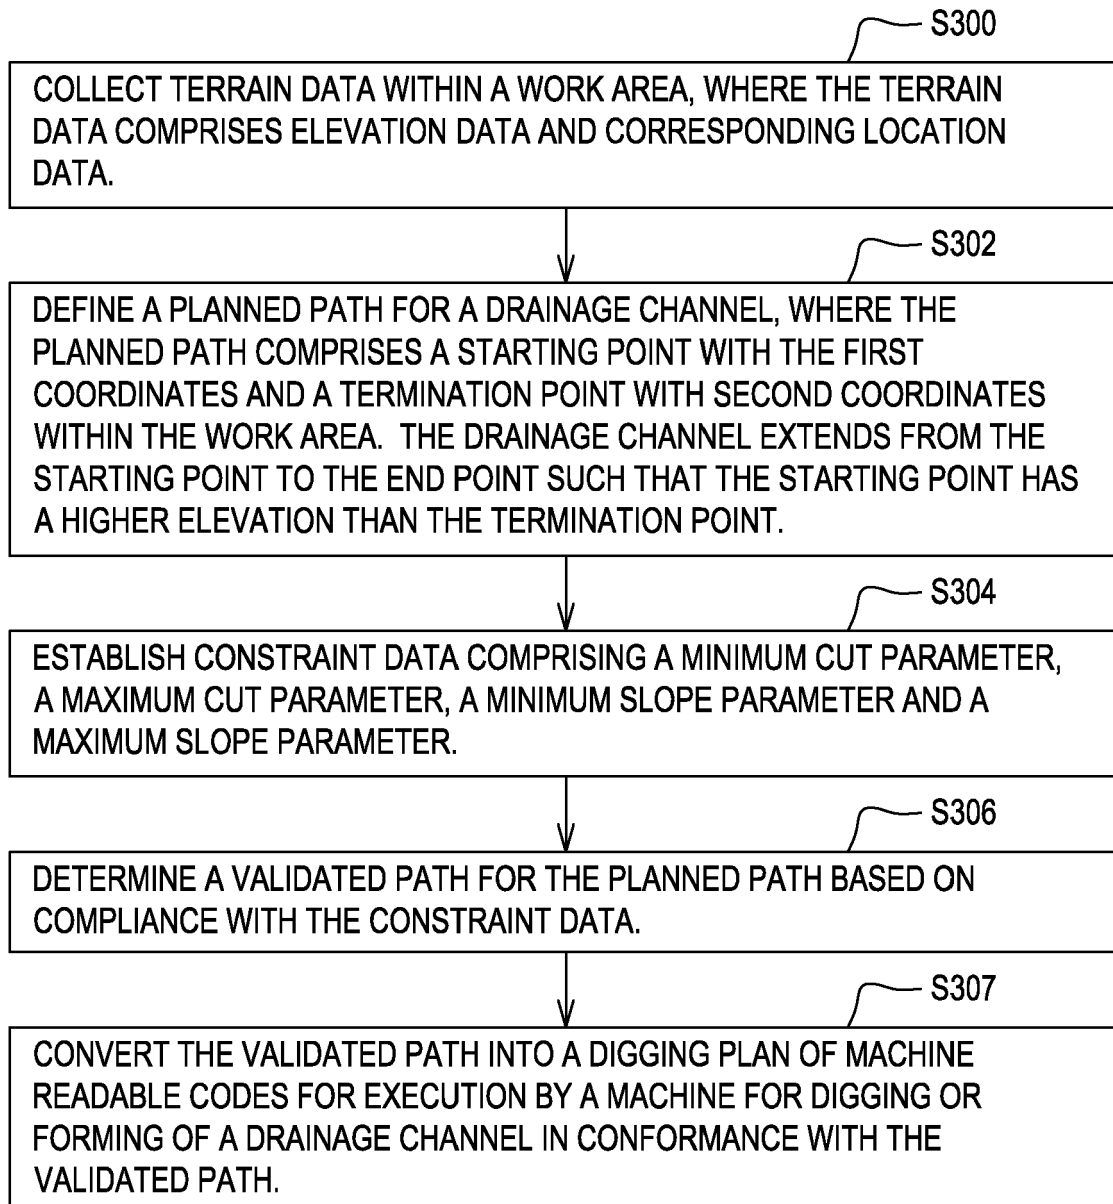 S300
COLLECT TERRAIN DATA WITHIN A WORK AREA, WHERE THE TERRAIN
DATA COMPRISES ELEVATION DATA AND CORRESPONDING LOCATION
DATA.
S302
DEFINE A PLANNED PATH FOR A DRAINAGE CHANNEL, WHERE THE
PLANNED PATH COMPRISES A STARTING POINT WITH THE FIRST
COORDINATES AND A TERMINATION POINT WITH SECOND COORDINATES
WITHIN THE WORK AREA. THE DRAINAGE CHANNEL EXTENDS FROM THE
STARTING POINT TO THE END POINT SUCH THAT THE STARTING POINT HAS
A HIGHER ELEVATION THAN THE TERMINATION POINT.
S304
ESTABLISH CONSTRAINT DATA COMPRISING A MINIMUM CUT PARAMETER,
A MAXIMUM CUT PARAMETER, A MINIMUM SLOPE PARAMETER AND A
MAXIMUM SLOPE PARAMETER.
S306
DETERMINE A VALIDATED PATH FOR THE PLANNED PATH BASED ON
COMPLIANCE WITH THE CONSTRAINT DATA.
S307
CONVERT THE VALIDATED PATH INTO A DIGGING PLAN OF MACHINE
READABLE CODES FOR EXECUTION BY A MACHINE FOR DIGGING OR
FORMING OF A DRAINAGE CHANNEL IN CONFORMANCE WITH THE
VALIDATED PATH.